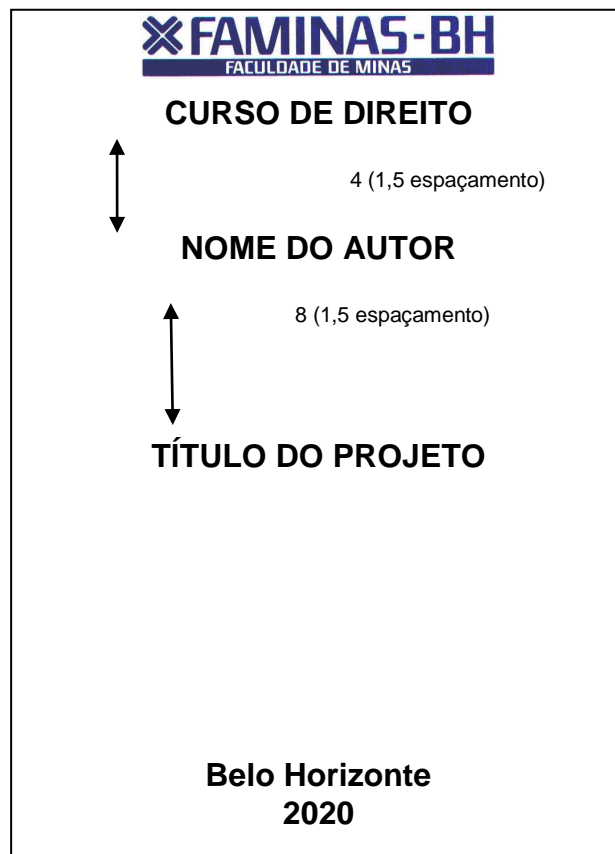 FAMINAS-BH
FACULDADE DE MINAS
CURSO DE DIREITO
4 (1,5 espaçamento)
NOME DO AUTOR
8 (1,5 espaçamento)
TÍTULO DO PROJETO
Belo Horizonte
2020